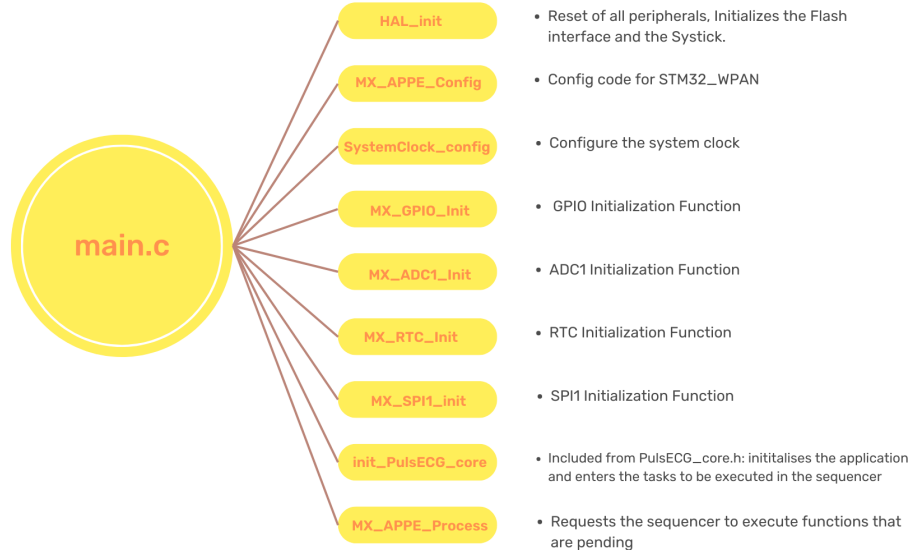 main.c
HAL_init
• Reset of all peripherals, Initializes the Flash
interface and the Systick.
MX_APPE_Config
• Config code for STM32_WPAN
SystemClock_config
• Configure the system clock
MX_GPIO_Init
• GPIO Initialization Function
MX_ADC1_Init
• ADC1 Initialization Function
MX_RTC_Init
• RTC Initialization Function
MX_SPI1_init
• SPI1 Initialization Function
init_PulsECG_core
• Included from PulsECG_core.h: inititalises the application
and enters the tasks to be executed in the sequencer
MX_APPE_Process
• Requests the sequencer to execute functions that
are pending